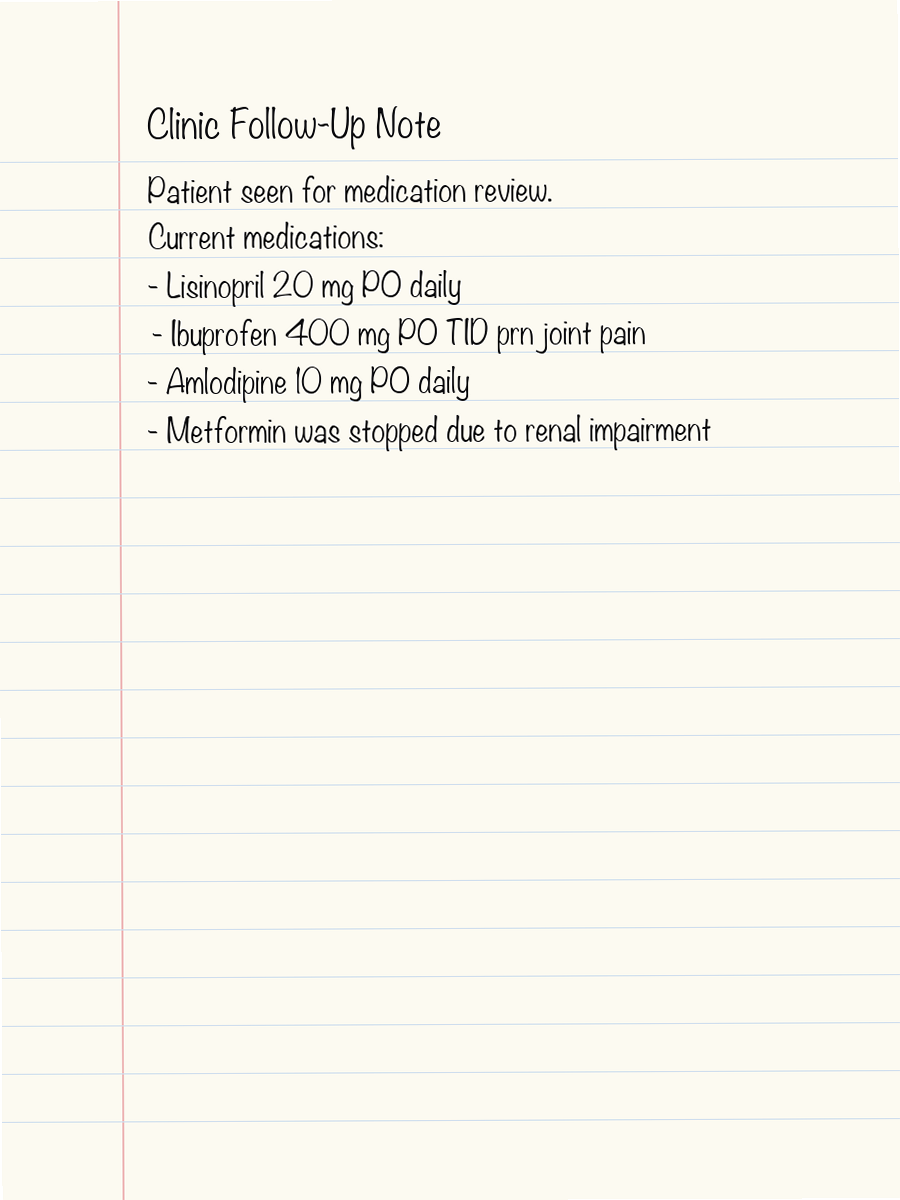 Clinic Follow-Up Note
Patient seen for medication review.
Current medications:
- Lisinopril 20 mg PO daily
- Ibuprofen 400 mg PO TID prn joint pain
- Amlodipine 10 mg PO daily
- Metformin was stopped due to renal impairment